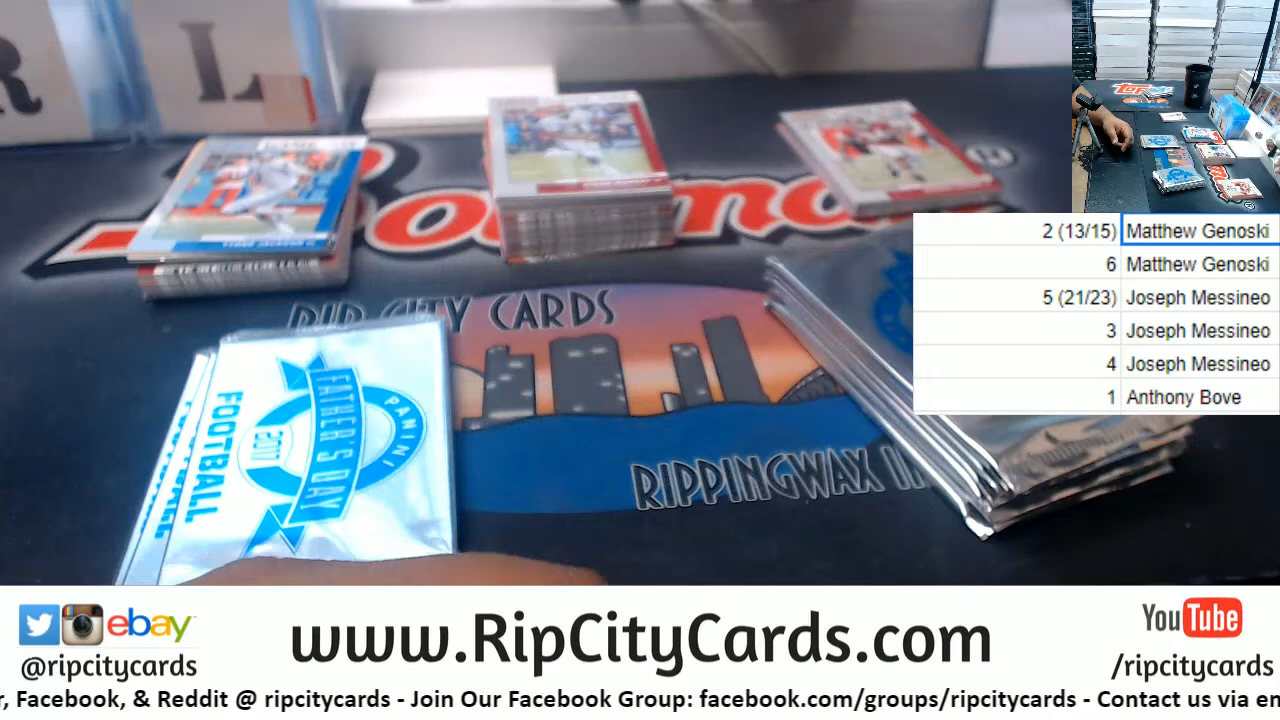 R
L
Bowman
®
RIP CITY CARDS
RIPPINGWAX IN
PANINI
FATHER'S DAY
2017
FOOTBALL
2 (13/15) Matthew Genoski
6 Matthew Genoski
5 (21/23) Joseph Messineo
3 Joseph Messineo
4 Joseph Messineo
1 Anthony Bove
ebay
@ripcitycards
www.RipCityCards.com
YouTube
/ripcitycards
r, Facebook, & Reddit @ ripcitycards - Join Our Facebook Group: facebook.com/groups/ripcitycards - Contact us via en